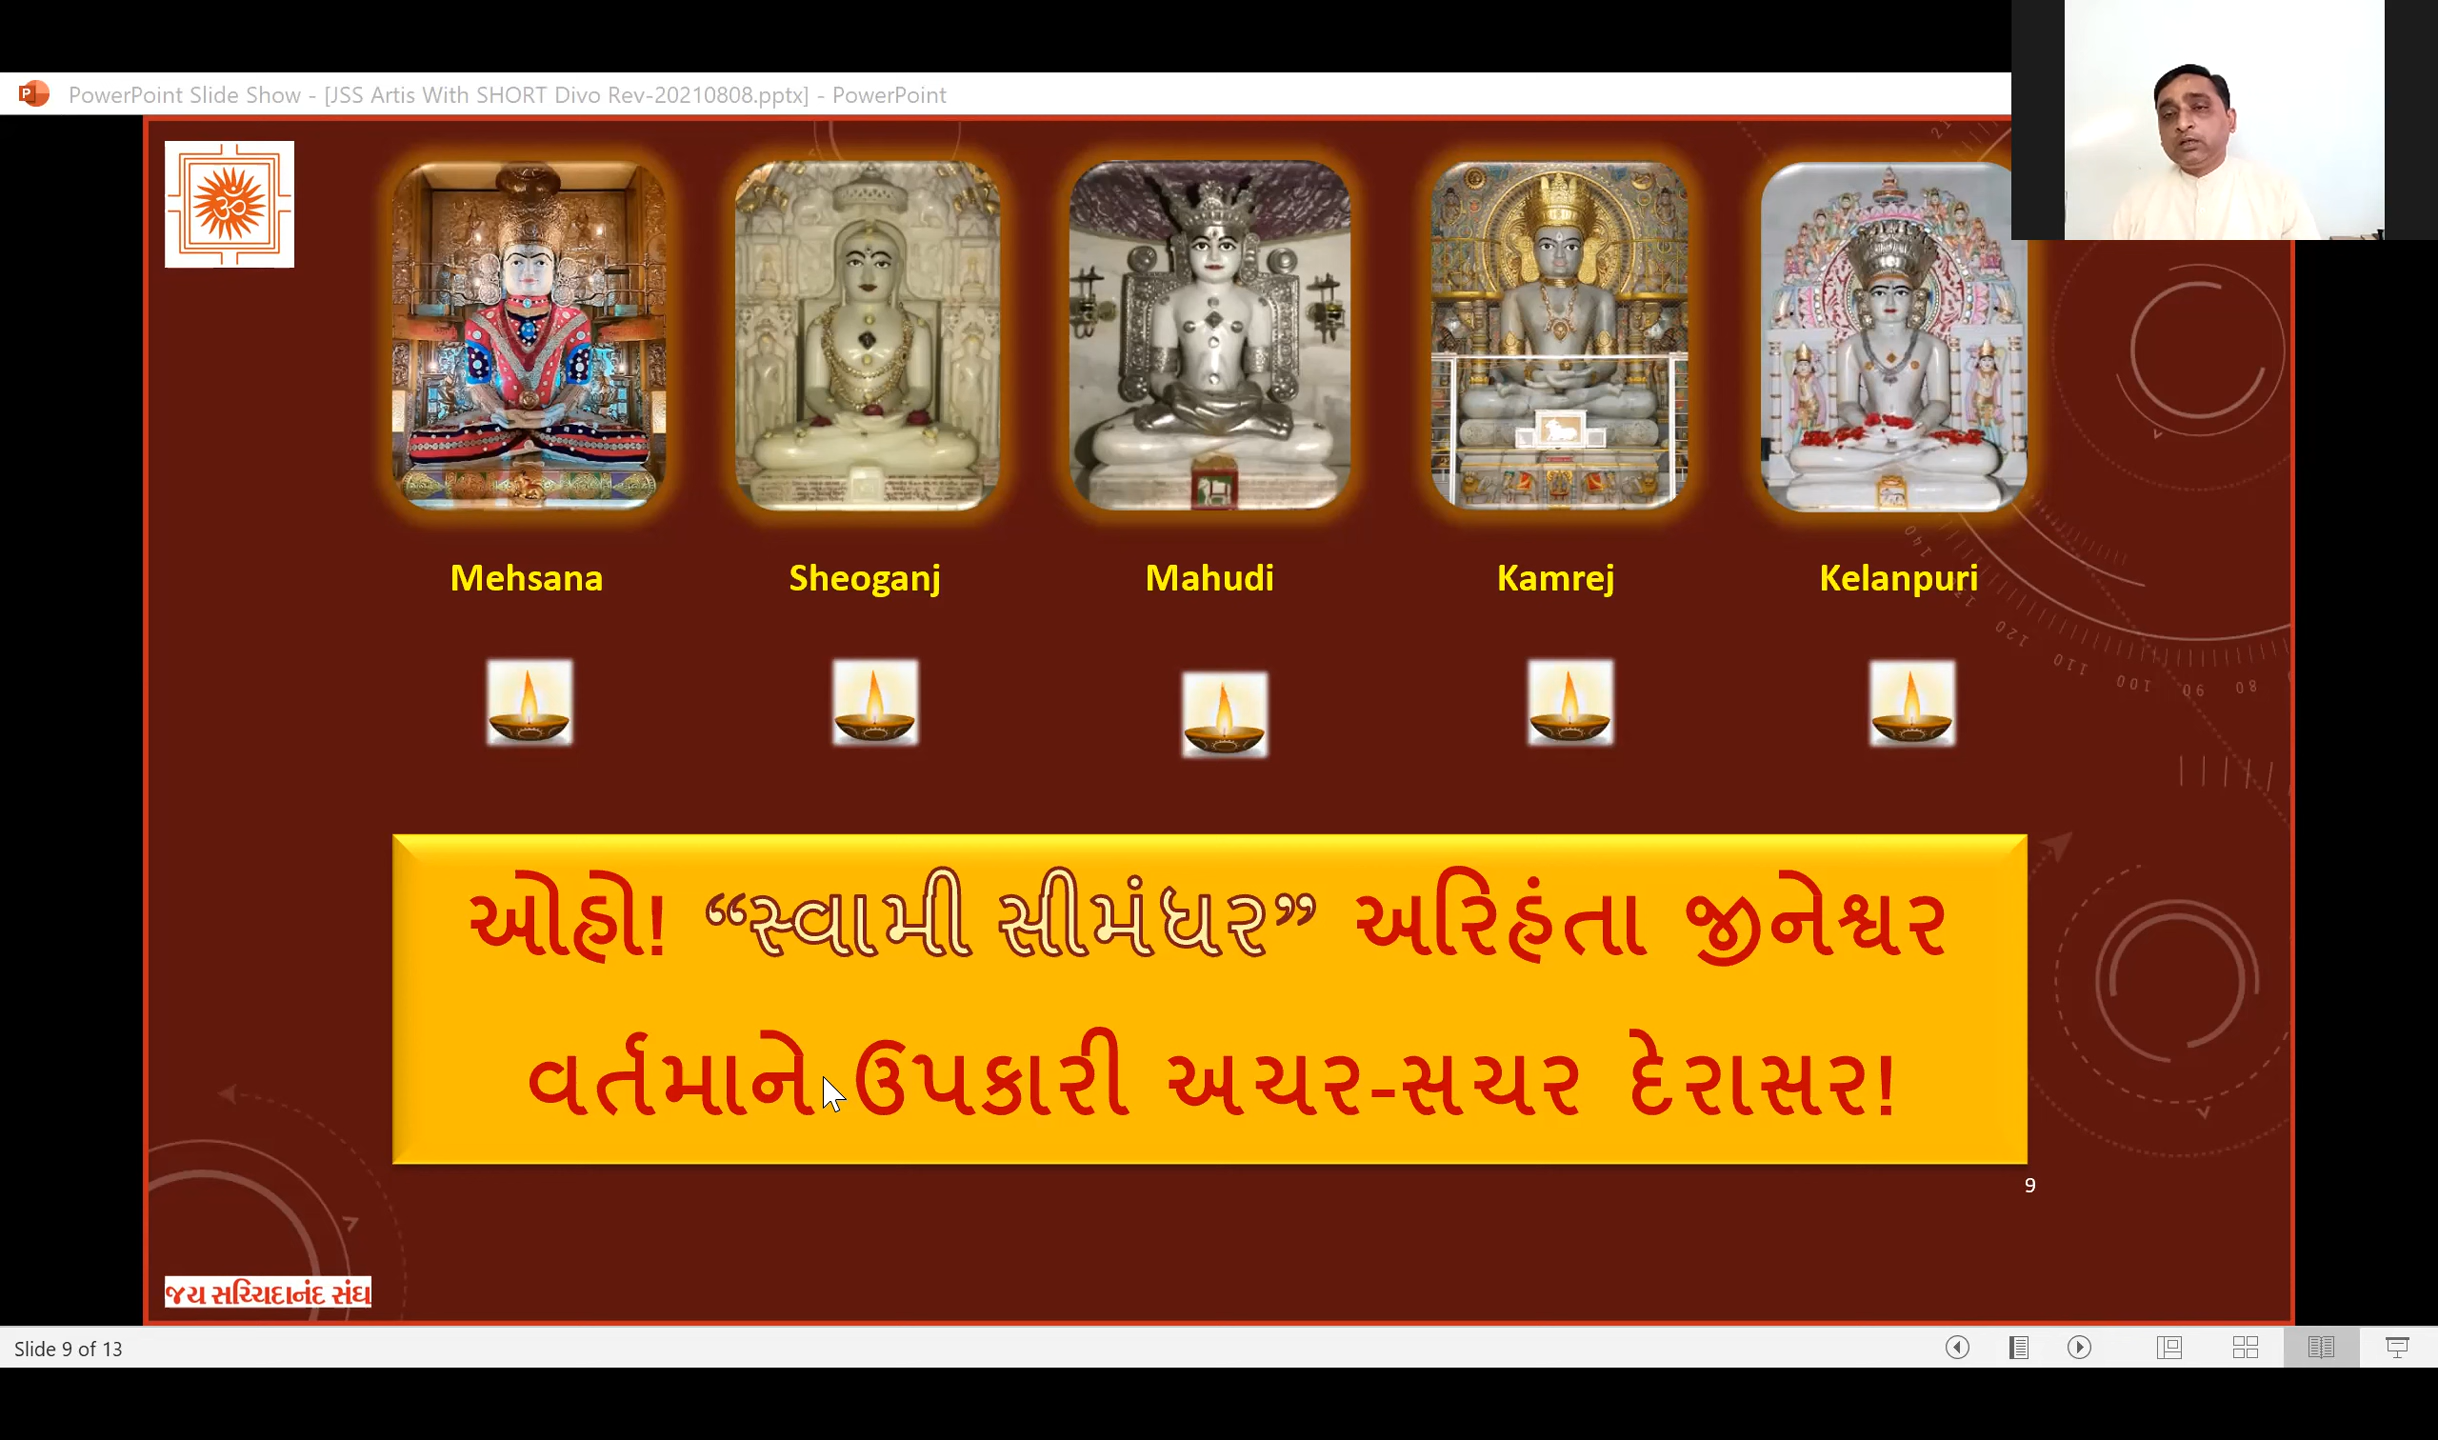 PowerPoint Slide Show - [JSS Artis With SHORT Divo Rev-20210808.pptx] - PowerPoint
Mehsana Sheoganj Mahudi Kamrej Kelanpuri
ઓહો! “સ્વામી સીમંધર” અરિહંતા જીનેશ્વર
વર્તમાને ઉપકારી અચર-સચર દેરાસર!
9
જય સચ્ચિદાનંદ સંઘ
Slide 9 of 13